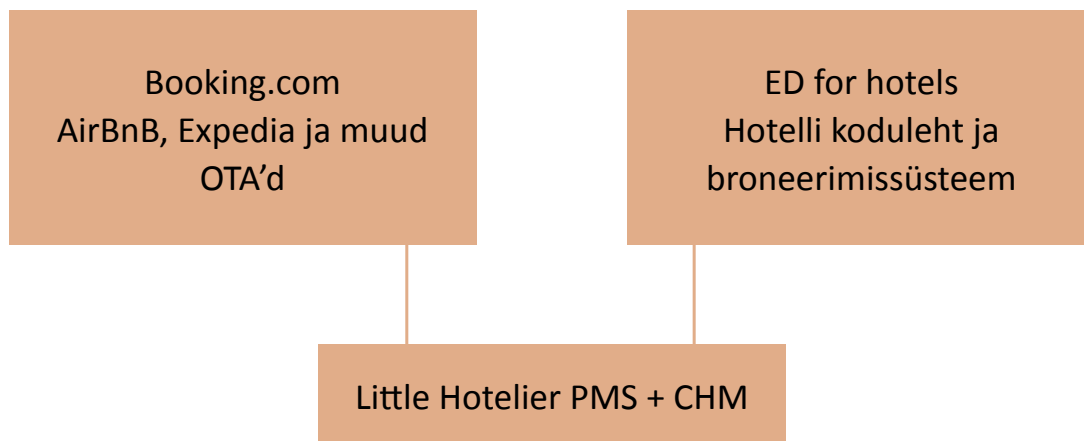 Booking.com
AirBnB, Expedia ja muud
OTA’d
ED for hotels
Hotelli koduleht ja
broneerimissüsteem
Little Hotelier PMS + CHM